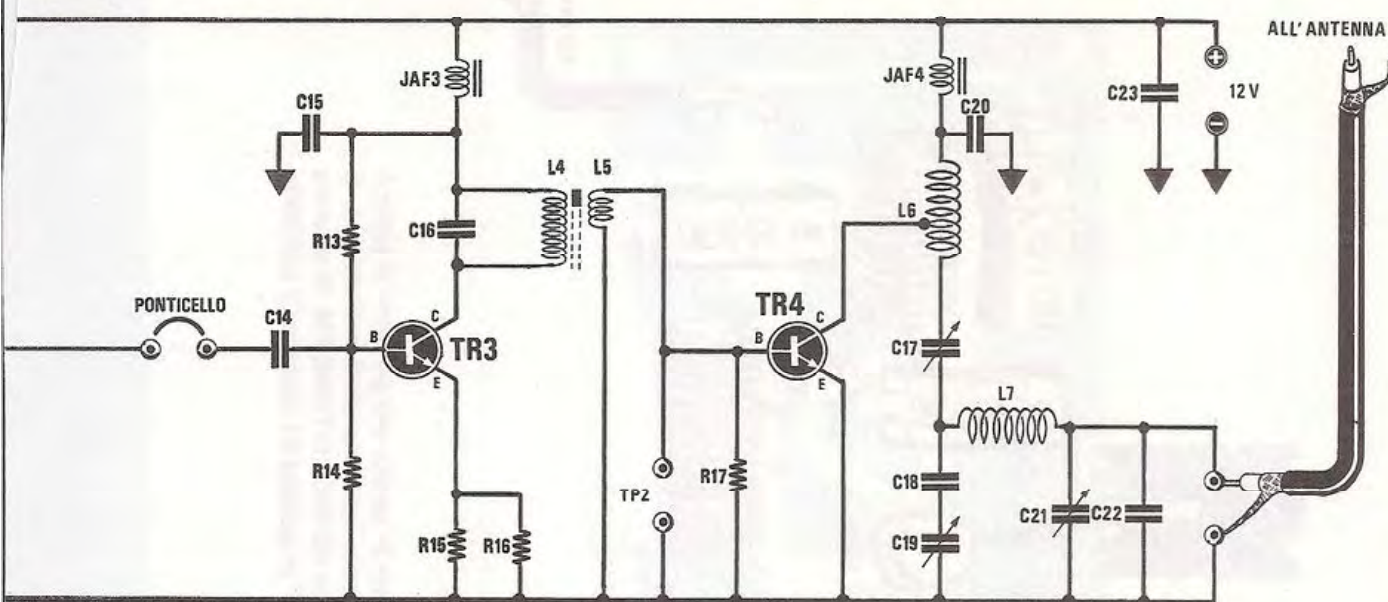 ALL'ANTENNA
JAF3
JAF4
C15
C20
C23
+
12 V
−
L4
L5
L6
R13
C16
PONTICELLO
C14
C
B
TR3
E
TR4
C
B
E
C17
L7
R14
TP2
R17
C18
C21
C22
R15
R16
C19